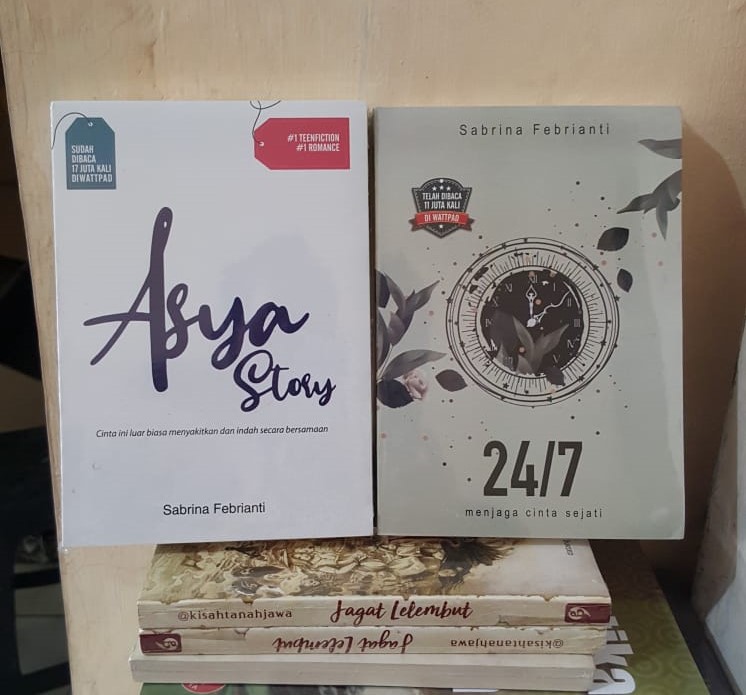 SUDAH
DIBACA
17 JUTA KALI
DIWATTPAD
#1 TEENFICTION
#1 ROMANCE
Asya
Story
Cinta ini luar biasa menyakitkan dan indah secara bersamaan
Sabrina Febrianti
Sabrina Febrianti
TELAH DIBACA
11 JUTA KALI
DI WATTPAD
24/7
menjaga cinta sejati
@kisahtanahjawa Jagat Lelembut
Jagat Lelembut @kisahtanahjawa
ika